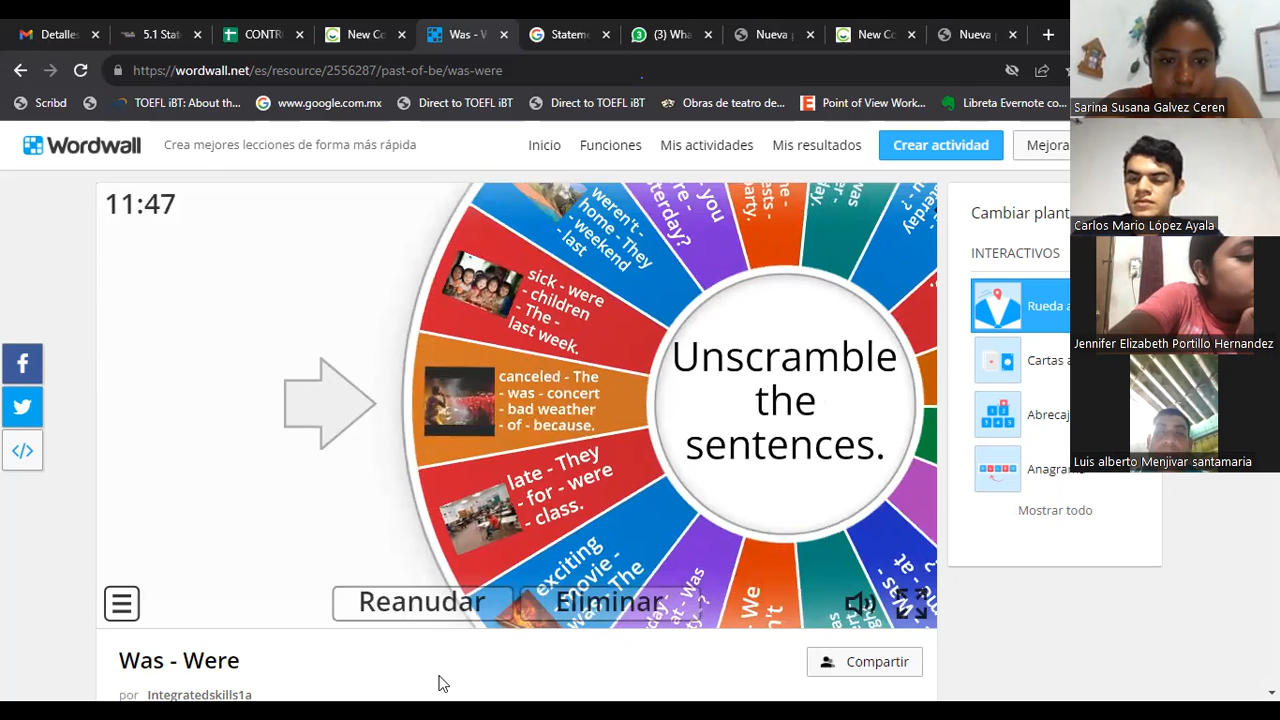 Detalles
5.1 Stat
CONTR
New Co
Was - W
Stateme
(3) Wha
Nueva
New Co
Nueva
https://wordwall.net/es/resource/2556287/past-of-be/was-were
Scribd
TOEFL iBT: About th...
www.google.com.mx
Direct to TOEFL iBT
Direct to TOEFL iBT
Obras de teatro de...
Point of View Work...
Libreta Evernote co...
Wordwall
Crea mejores lecciones de forma más rápida
Inicio
Funciones
Mis actividades
Mis resultados
Crear actividad
Mejora
11:47
weren't -
home - They
- weekend
- last
sick - were
- children
- The -
last week.
canceled - The
- was - concert
- bad weather
- of - because.
late - They
- for - were
- class.
exciting
movie -
The
Unscramble
the
sentences.
Reanudar
Eliminar
Was - Were
por Integratedskills1a
Compartir
Cambiar plant
INTERACTIVOS
Rueda a
Cartas a
Abrecaj
Anagram
Mostrar todo
Sarina Susana Galvez Ceren
Carlos Mario López Ayala
Jennifer Elizabeth Portillo Hernandez
Luis alberto Menjivar santamaria